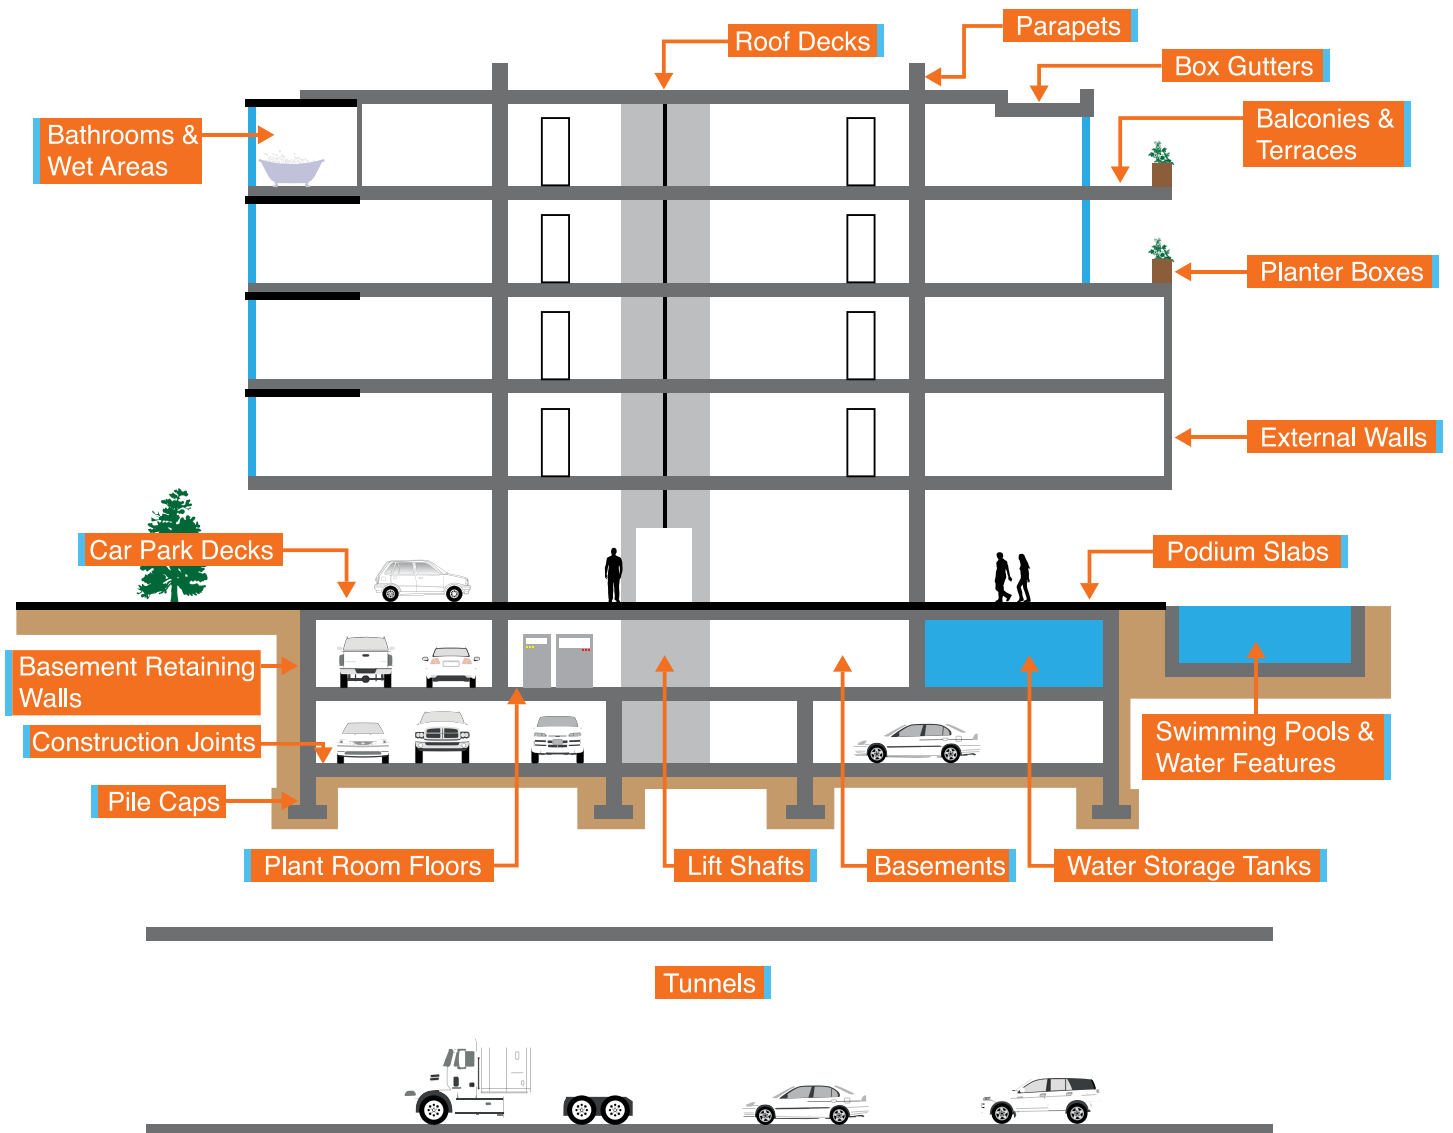 Roof Decks
Parapets
Box Gutters
Bathrooms &
Wet Areas
Balconies &
Terraces
Planter Boxes
External Walls
Car Park Decks
Podium Slabs
Basement Retaining
Walls
Construction Joints
Swimming Pools &
Water Features
Pile Caps
Plant Room Floors
Lift Shafts
Basements
Water Storage Tanks
Tunnels